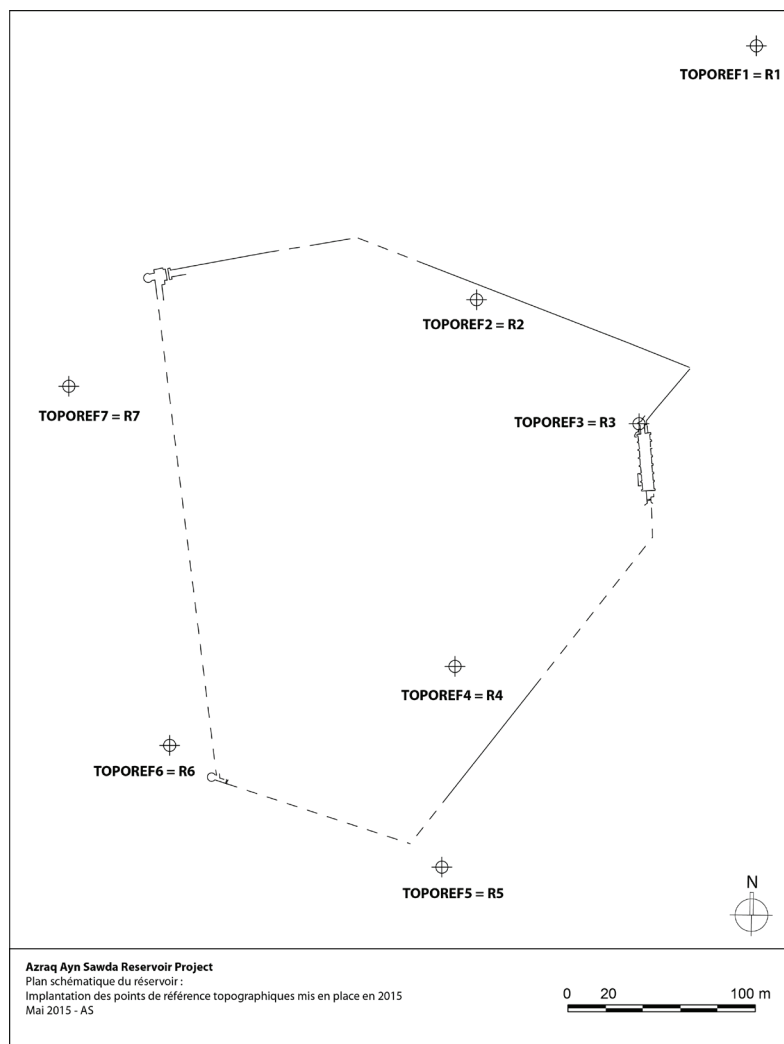 TOPOREF1 = R1
TOPOREF2 = R2
TOPOREF7 = R7
TOPOREF3 = R3
TOPOREF4 = R4
TOPOREF6 = R6
TOPOREF5 = R5
N
Azraq Ayn Sawda Reservoir Project
Plan schématique du réservoir :
Implantation des points de référence topographiques mis en place en 2015
Mai 2015 - AS
0 20 100 m